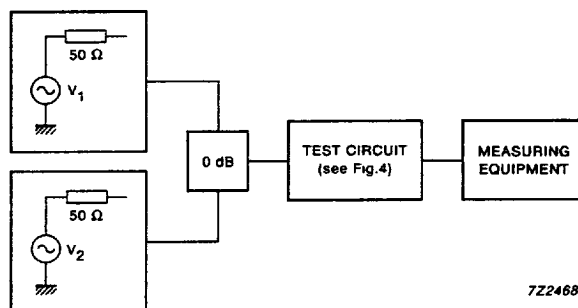 50 Ω
V1
0 dB
TEST CIRCUIT
(see Fig.4)
MEASURING
EQUIPMENT
50 Ω
V2
7Z2468